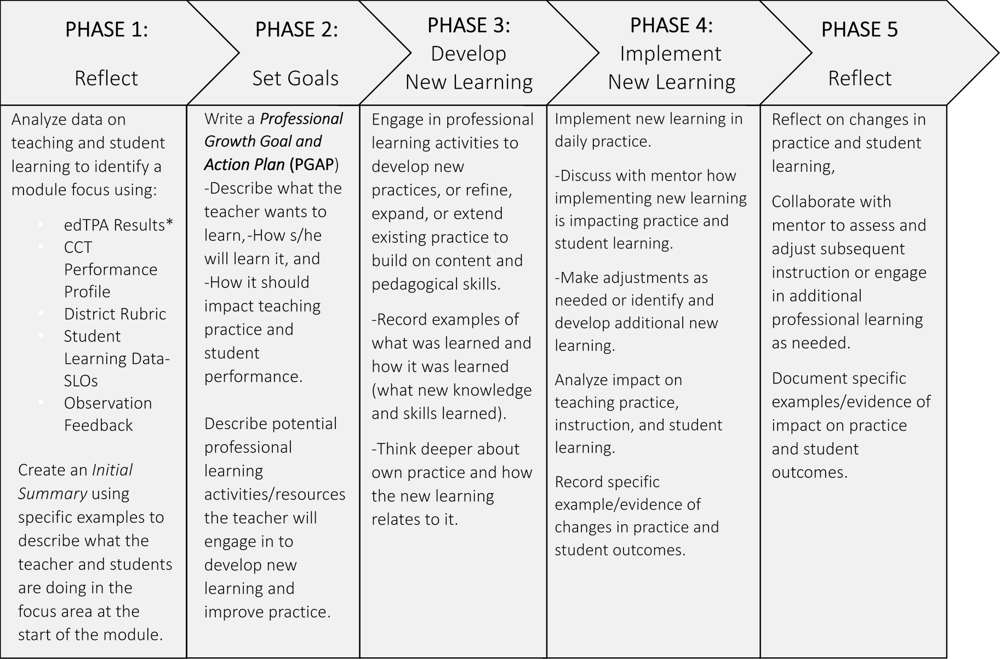 PHASE 1:
Reflect
Analyze data on
teaching and student
learning to identify a
module focus using:
• edTPA Results*
• CCT
Performance
Profile
• District Rubric
• Student
Learning Data-
SLOs
• Observation
Feedback
Create an Initial
Summary using
specific examples to
describe what the
teacher and students
are doing in the
focus area at the
start of the module.
PHASE 2:
Set Goals
Write a Professional
Growth Goal and
Action Plan (PGAP)
-Describe what the
teacher wants to
learn,-How s/he
will learn it, and
-How it should
impact teaching
practice and
student
performance.
Describe potential
professional
learning
activities/resources
the teacher will
engage in to
develop new
learning and
improve practice.
PHASE 3:
Develop
New Learning
Engage in professional
learning activities to
develop new
practices, or refine,
expand, or extend
existing practice to
build on content and
pedagogical skills.
-Record examples of
what was learned and
how it was learned
(what new knowledge
and skills learned).
-Think deeper about
own practice and how
the new learning
relates to it.
PHASE 4:
Implement
New Learning
Implement new learning in
daily practice.
-Discuss with mentor how
implementing new learning
is impacting practice and
student learning.
-Make adjustments as
needed or identify and
develop additional new
learning.
Analyze impact on
teaching practice,
instruction, and student
learning.
Record specific
example/evidence of
changes in practice and
student outcomes.
PHASE 5
Reflect
Reflect on changes in
practice and student
learning,
Collaborate with
mentor to assess and
adjust subsequent
instruction or engage
in additional
professional learning
as needed.
Document specific
examples/evidence of
impact on practice
and student
outcomes.